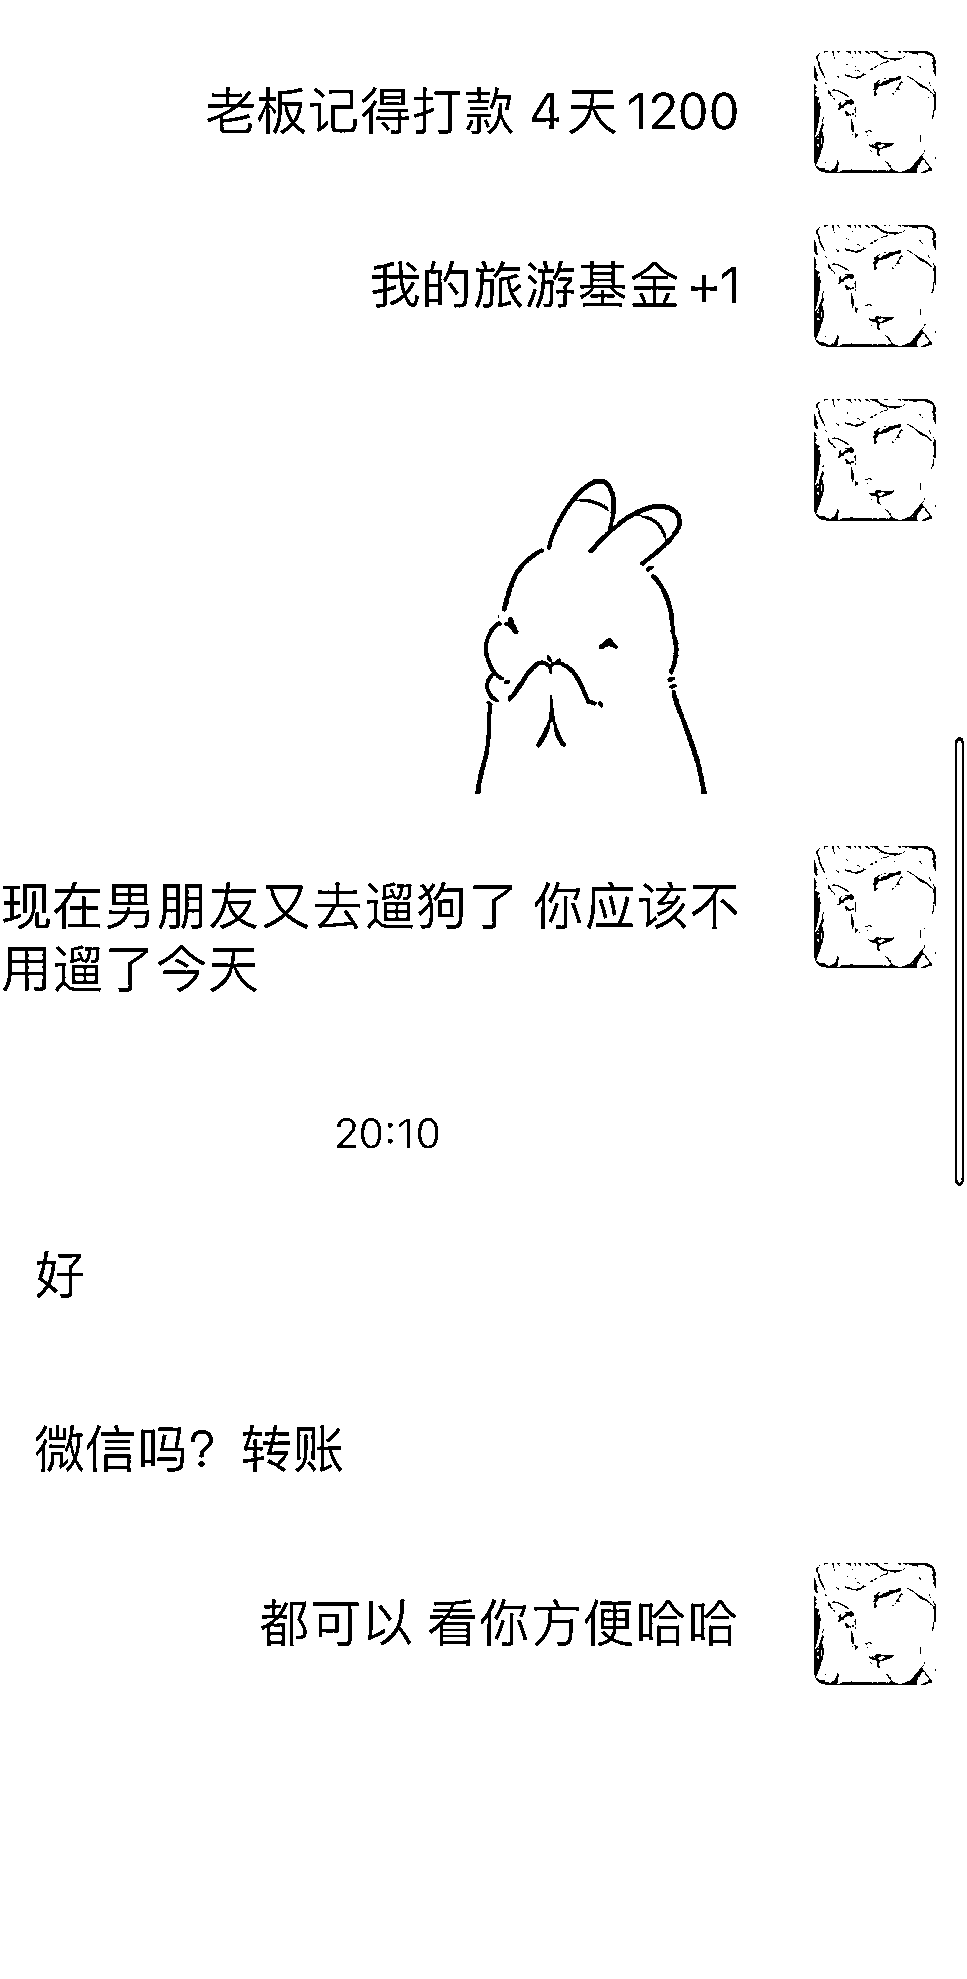 老板记得打款 4天1200
我的旅游基金+1
现在男朋友又去遛狗了 你应该不
用遛了今天
20:10
好
微信吗？转账
都可以 看你方便哈哈